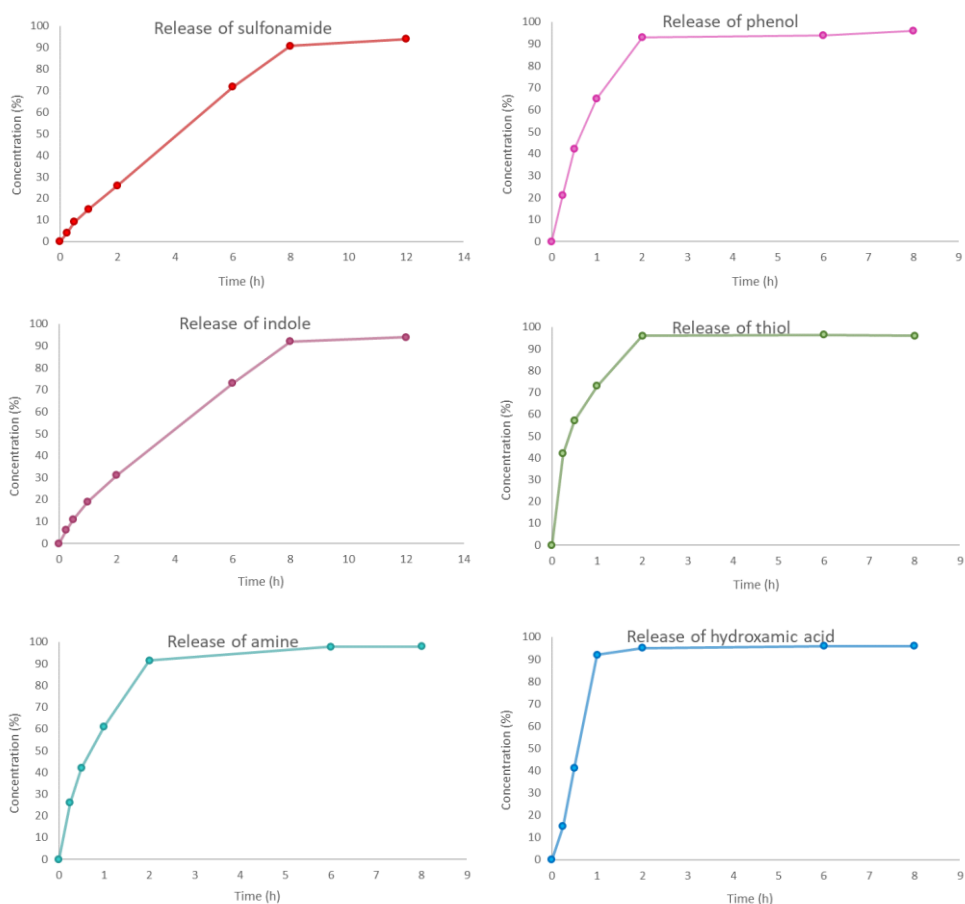 Release of sulfonamide
Concentration (%)
100
90
80
70
60
50
40
30
20
10
0
0 2 4 6 8 10 12 14
Time (h)
Release of phenol
Concentration (%)
100
90
80
70
60
50
40
30
20
10
0
0 1 2 3 4 5 6 7 8 9
Time (h)
Release of indole
Concentration (%)
100
90
80
70
60
50
40
30
20
10
0
0 2 4 6 8 10 12 14
Time (h)
Release of thiol
Concentration (%)
100
90
80
70
60
50
40
30
20
10
0
0 1 2 3 4 5 6 7 8 9
Time (h)
Release of amine
Concentration (%)
100
90
80
70
60
50
40
30
20
10
0
0 1 2 3 4 5 6 7 8 9
Time (h)
Release of hydroxamic acid
Concentration (%)
100
90
80
70
60
50
40
30
20
10
0
0 1 2 3 4 5 6 7 8 9
Time (h)